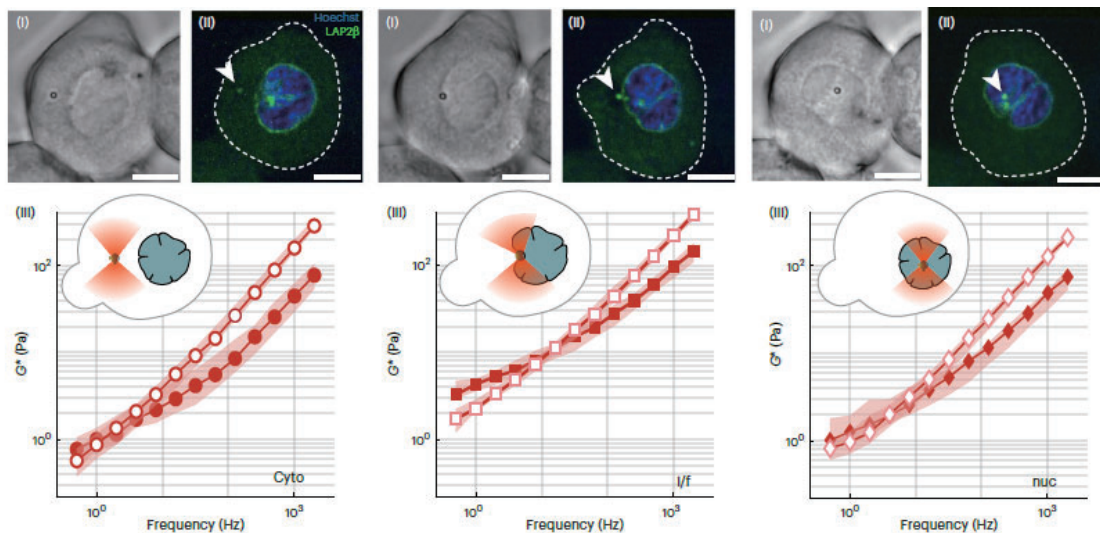 (I)
(II)
Hoechst
LAP2β
(I)
(II)
(I)
(II)
(III)
10²
10⁰
G* (Pa)
Cyto
10⁰
10³
Frequency (Hz)
(III)
10²
10⁰
G* (Pa)
I/f
10⁰
10³
Frequency (Hz)
(III)
10²
10⁰
G* (Pa)
nuc
10⁰
10³
Frequency (Hz)